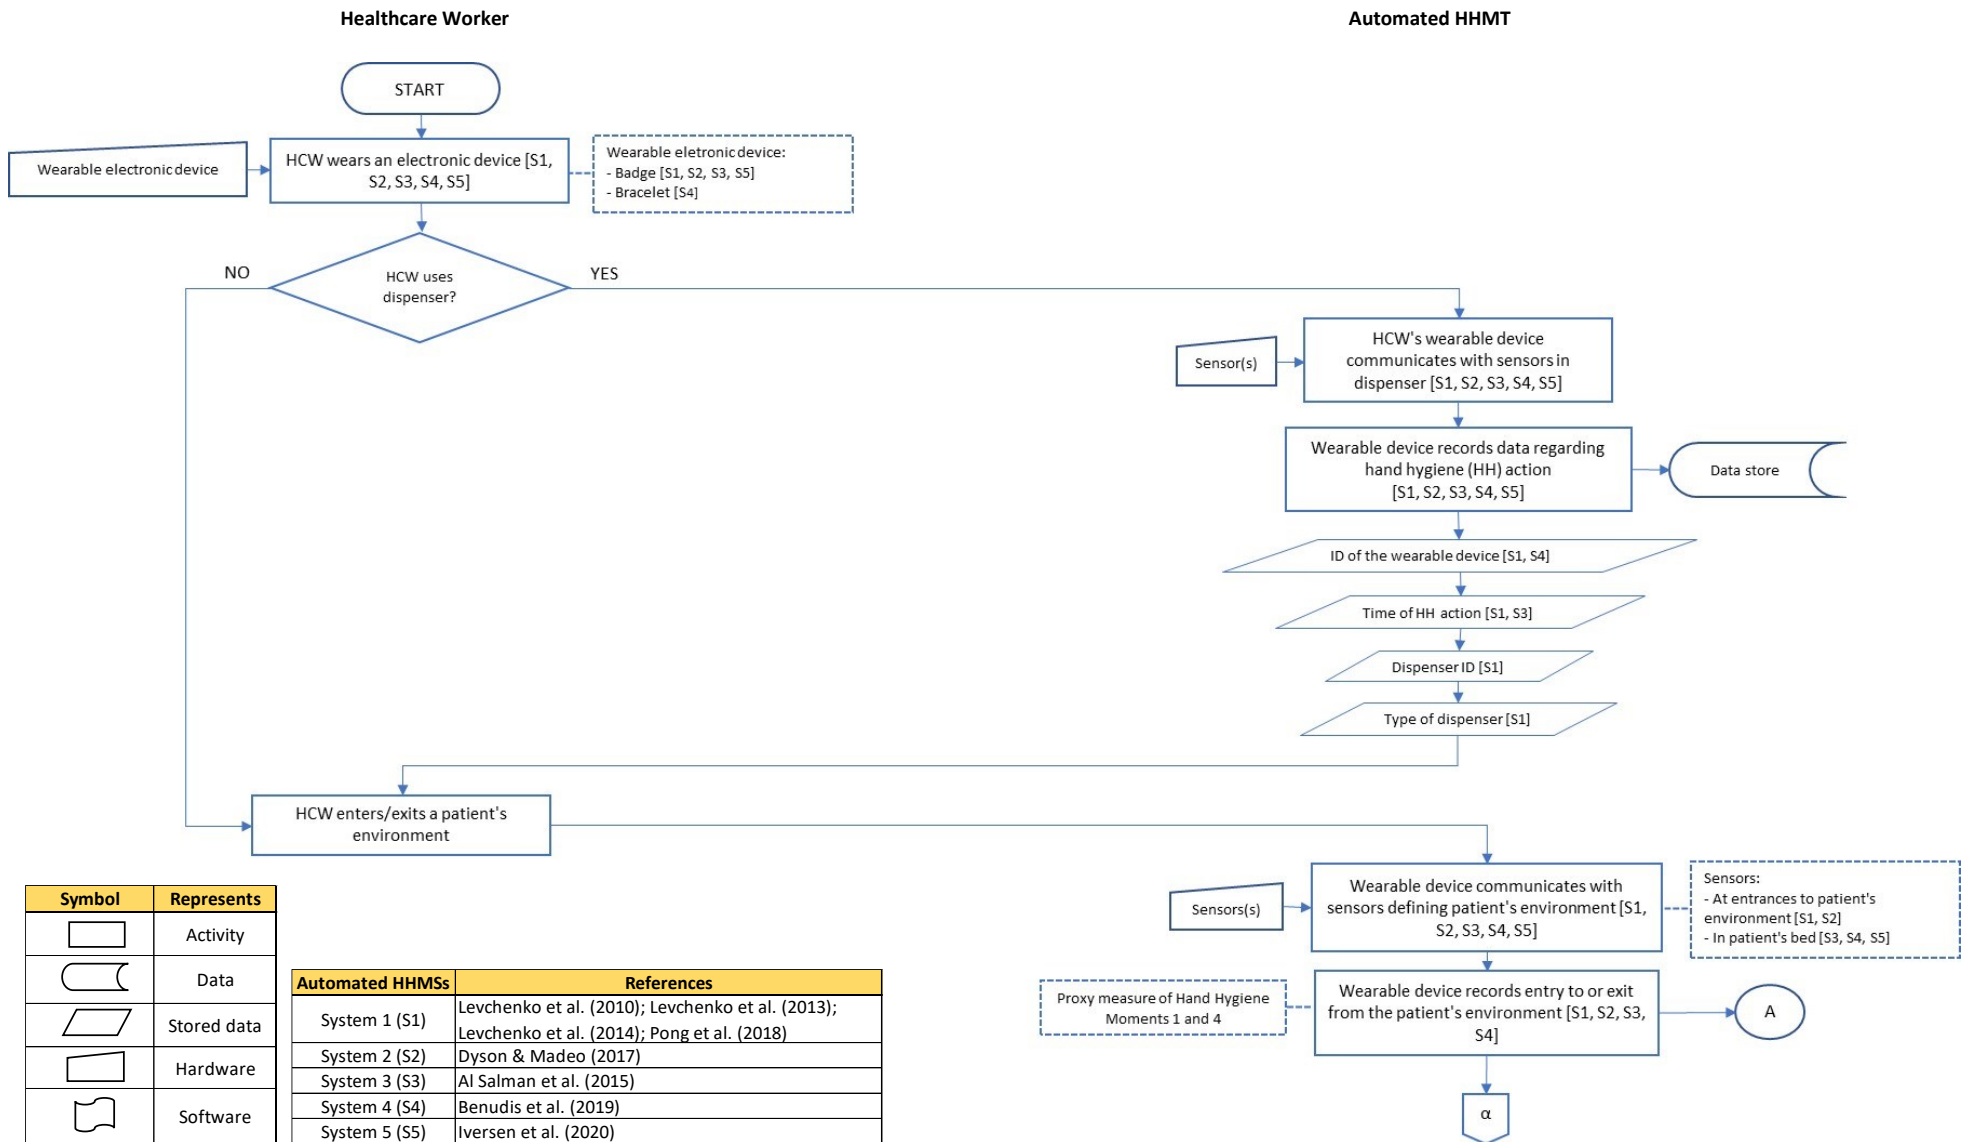 Healthcare Worker
Automated HHMT
START
Wearable electronic device
HCW wears an electronic device [S1,
S2, S3, S4, S5]
Wearable eletronic device:
- Badge [S1, S2, S3, S5]
- Bracelet [S4]
NO
HCW uses
dispenser?
YES
Sensor(s)
HCW's wearable device
communicates with sensors in
dispenser [S1, S2, S3, S4, S5]
Wearable device records data regarding
hand hygiene (HH) action
[S1, S2, S3, S4, S5]
Data store
ID of the wearable device [S1, S4]
Time of HH action [S1, S3]
Dispenser ID [S1]
Type of dispenser [S1]
HCW enters/exits a patient's
environment
Sensors(s)
Wearable device communicates with
sensors defining patient's environment [S1,
S2, S3, S4, S5]
Sensors:
- At entrances to patient's
environment [S1, S2]
- In patient's bed [S3, S4, S5]
Proxy measure of Hand Hygiene
Moments 1 and 4
Wearable device records entry to or exit
from the patient's environment [S1, S2, S3,
S4]
A
α
Symbol Represents
Activity
Data
Stored data
Hardware
Software
Automated HHMSs References
System 1 (S1) Levchenko et al. (2010); Levchenko et al. (2013);
Levchenko et al. (2014); Pong et al. (2018)
System 2 (S2) Dyson & Madeo (2017)
System 3 (S3) Al Salman et al. (2015)
System 4 (S4) Benudis et al. (2019)
System 5 (S5) Iversen et al. (2020)